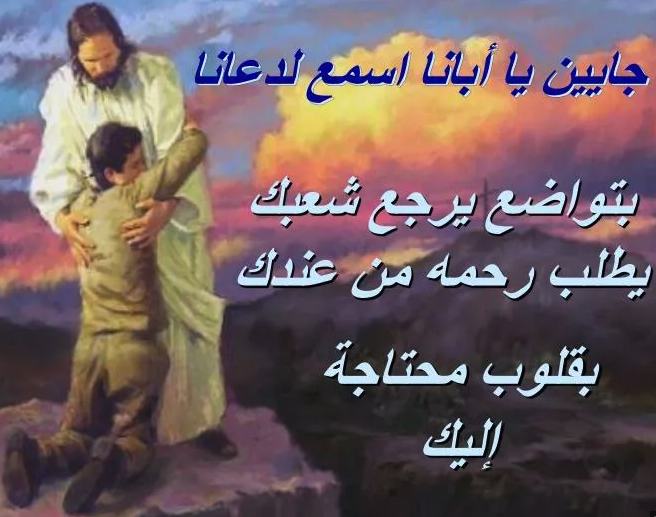 جايين يا أبانا اسمع لدعانا
بتواضع يرجع شعبك
يطلب رحمه من عندك
بقلوب محتاجة
إليك